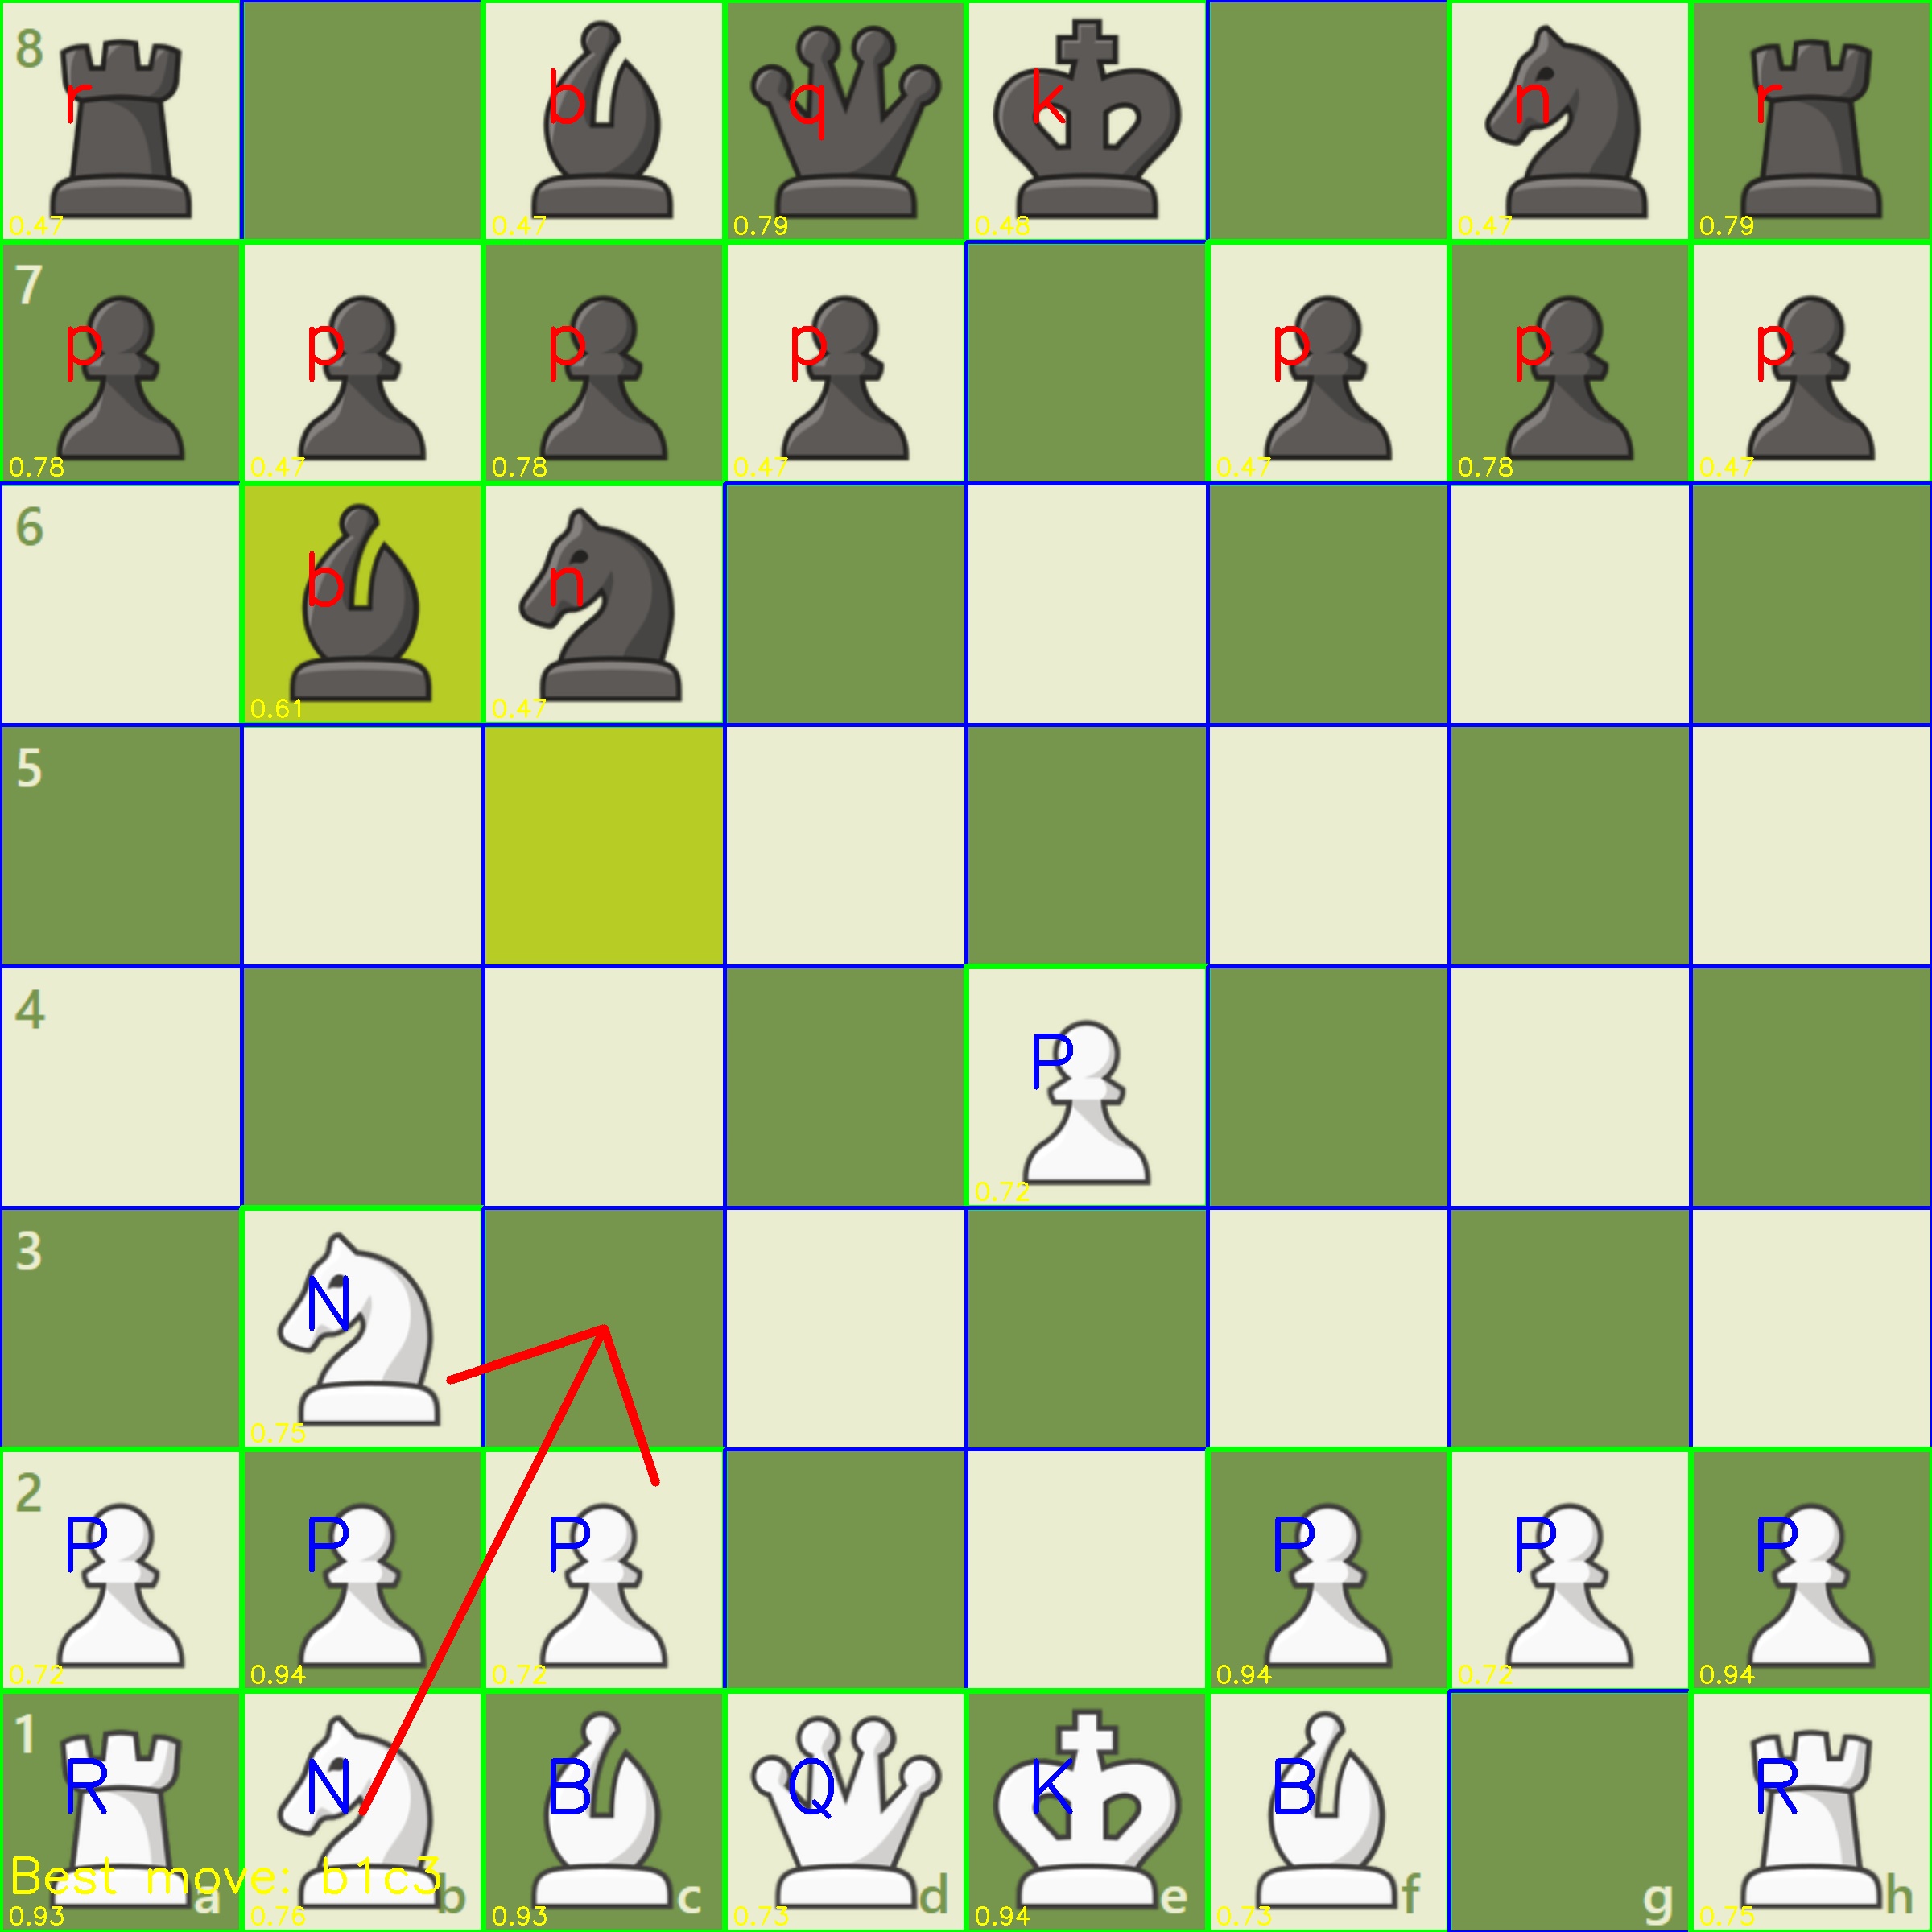 8 r b q k n r
0.47 0.47 0.79 0.48 0.47 0.79
7 p p p p p p p
0.78 0.47 0.78 0.47 0.47 0.78 0.47
6 b n
0.61 0.47
5
4 P
0.72
3 N
0.75
2 P P P P P P
0.72 0.94 0.72 0.94 0.72 0.94
1 R N B Q K B R
Best move: b1c3
a b c d e f g h
0.93 0.76 0.93 0.73 0.94 0.73 0.75